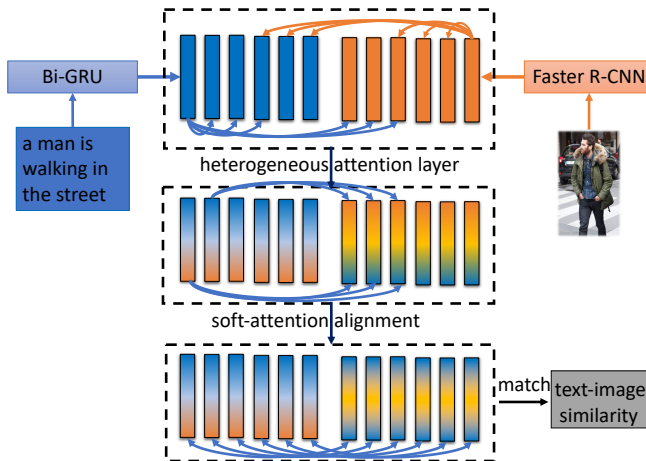 Bi-GRU
Faster R-CNN
a man is
walking in
the street
heterogeneous attention layer
soft-attention alignment
match
text-image
similarity